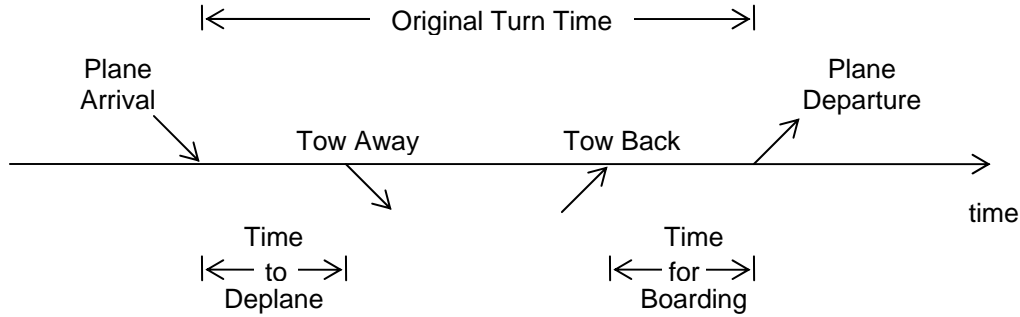 Original Turn Time
Plane
Arrival
Plane
Departure
Tow Away
Tow Back
time
Time
to
Deplane
Time
for
Boarding